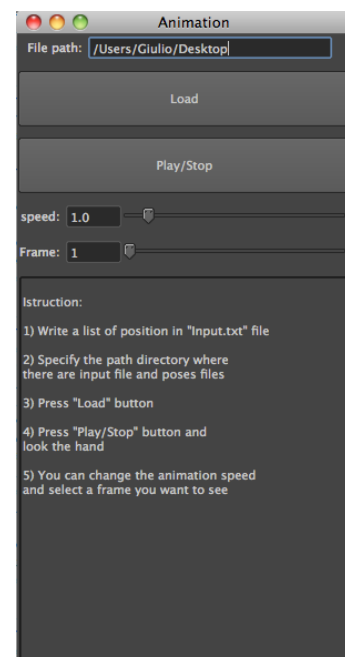 Animation
File path: /Users/Giulio/Desktop
Load
Play/Stop
speed: 1.0
Frame: 1
Istruction:
1) Write a list of position in "Input.txt" file
2) Specify the path directory where
there are input file and poses files
3) Press "Load" button
4) Press "Play/Stop" button and
look the hand
5) You can change the animation speed
and select a frame you want to see